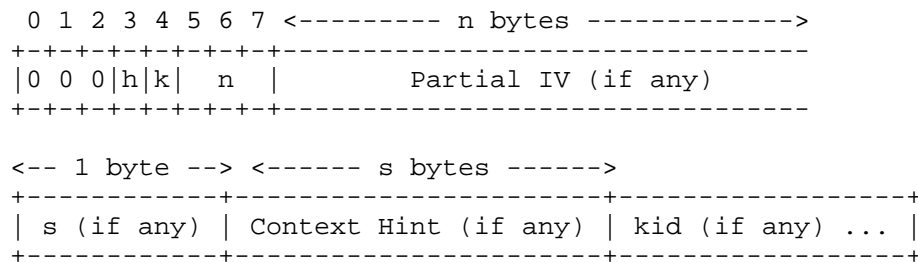 0 1 2 3 4 5 6 7 <--------- n bytes ------------->
+-+-+-+-+-+-+-+-+---------------------------------
|0 0 0|h|k|  n  |        Partial IV (if any)
+-+-+-+-+-+-+-+-+---------------------------------
<-- 1 byte --> <------ s bytes ------>
+------------+-----------------------+------------------+
| s (if any) | Context Hint (if any) | kid (if any) ... |
+------------+-----------------------+------------------+